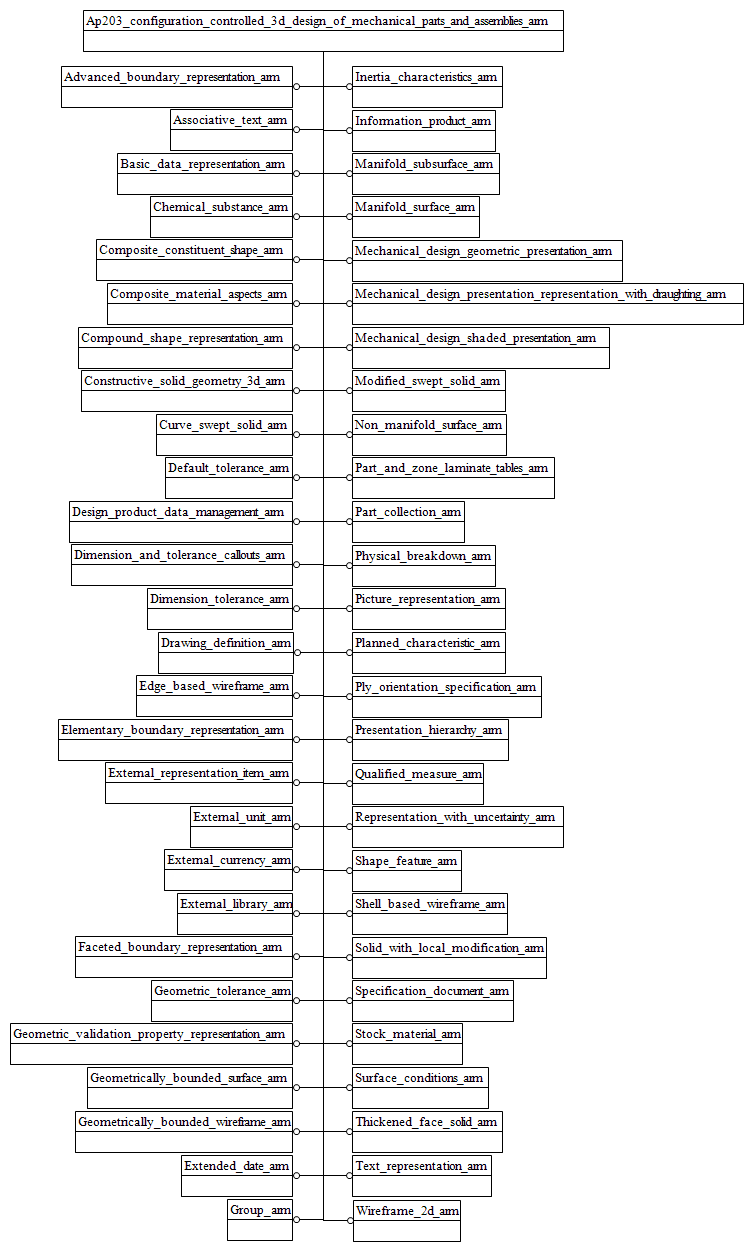 Ap203_configuration_controlled_3d_design_of_mechanical_parts_and_assemblies_arm
Advanced_boundary_representation_arm
Inertia_characteristics_arm
Associative_text_arm
Information_product_arm
Basic_data_representation_arm
Manifold_subsurface_arm
Chemical_substance_arm
Manifold_surface_arm
Composite_constituent_shape_arm
Mechanical_design_geometric_presentation_arm
Composite_material_aspects_arm
Mechanical_design_presentation_representation_with_draughting_arm
Compound_shape_representation_arm
Mechanical_design_shaded_presentation_arm
Constructive_solid_geometry_3d_arm
Modified_swept_solid_arm
Curve_swept_solid_arm
Non_manifold_surface_arm
Default_tolerance_arm
Part_and_zone_laminate_tables_arm
Design_product_data_management_arm
Part_collection_arm
Dimension_and_tolerance_callouts_arm
Physical_breakdown_arm
Dimension_tolerance_arm
Picture_representation_arm
Drawing_definition_arm
Planned_characteristic_arm
Edge_based_wireframe_arm
Ply_orientation_specification_arm
Elementary_boundary_representation_arm
Presentation_hierarchy_arm
External_representation_item_arm
Qualified_measure_arm
External_unit_arm
Representation_with_uncertainty_arm
External_currency_arm
Shape_feature_arm
External_library_arm
Shell_based_wireframe_arm
Faceted_boundary_representation_arm
Solid_with_local_modification_arm
Geometric_tolerance_arm
Specification_document_arm
Geometric_validation_property_representation_arm
Stock_material_arm
Geometrically_bounded_surface_arm
Surface_conditions_arm
Geometrically_bounded_wireframe_arm
Thickened_face_solid_arm
Extended_date_arm
Text_representation_arm
Group_arm
Wireframe_2d_arm